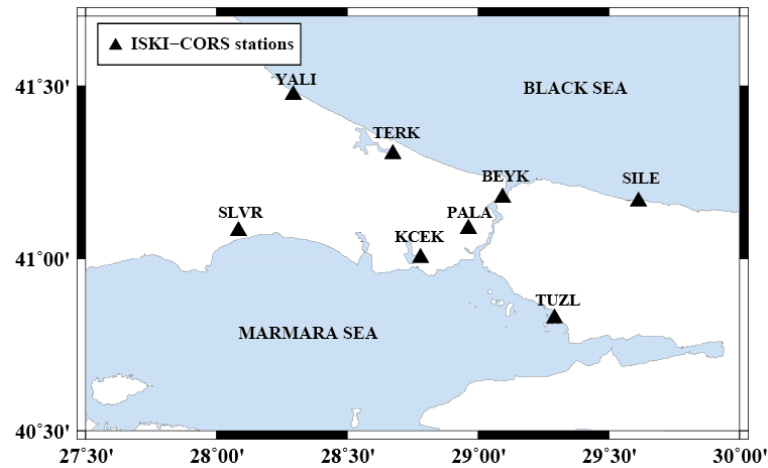 ▲ ISKI−CORS stations
41˚30'
YALI
BLACK SEA
TERK
BEYK
SILE
SLVR
PALA
KCEK
41˚00'
TUZL
MARMARA SEA
40˚30'
27˚30' 28˚00' 28˚30' 29˚00' 29˚30' 30˚00'